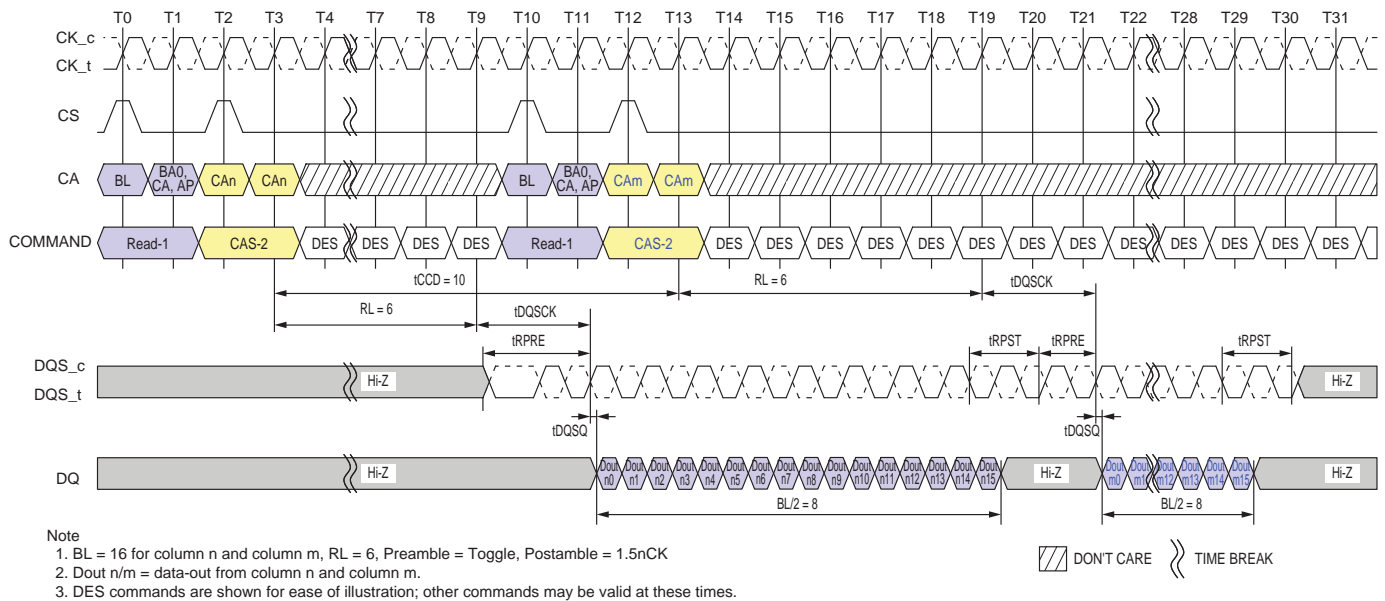 T0 T1 T2 T3 T4 T7 T8 T9 T10 T11 T12 T13 T14 T15 T16 T17 T18 T19 T20 T21 T22 T28 T29 T30 T31
CK_c
CK_t
CS
CA BL BA0, CA, AP CAn CAn BL BA0, CA, AP CAm CAm
COMMAND Read-1 CAS-2 DES DES DES DES Read-1 CAS-2 DES DES DES DES DES DES DES DES DES DES DES DES DES
tCCD = 10 RL = 6 tDQSCK
RL = 6 tDQSCK
tRPRE tRPST tRPRE tRPST
DQS_c
DQS_t
Hi-Z Hi-Z
tDQSQ tDQSQ
DQ Hi-Z Dout n0 Dout n1 Dout n2 Dout n3 Dout n4 Dout n5 Dout n6 Dout n7 Dout n8 Dout n9 Dout n10 Dout n11 Dout n12 Dout n13 Dout n14 Dout n15 Hi-Z Dout m0 Dout m1 Dout m12 Dout m13 Dout m14 Dout m15 Hi-Z
BL/2 = 8 BL/2 = 8
Note
1. BL = 16 for column n and column m, RL = 6, Preamble = Toggle, Postamble = 1.5nCK
2. Dout n/m = data-out from column n and column m.
3. DES commands are shown for ease of illustration; other commands may be valid at these times.
DON'T CARE TIME BREAK